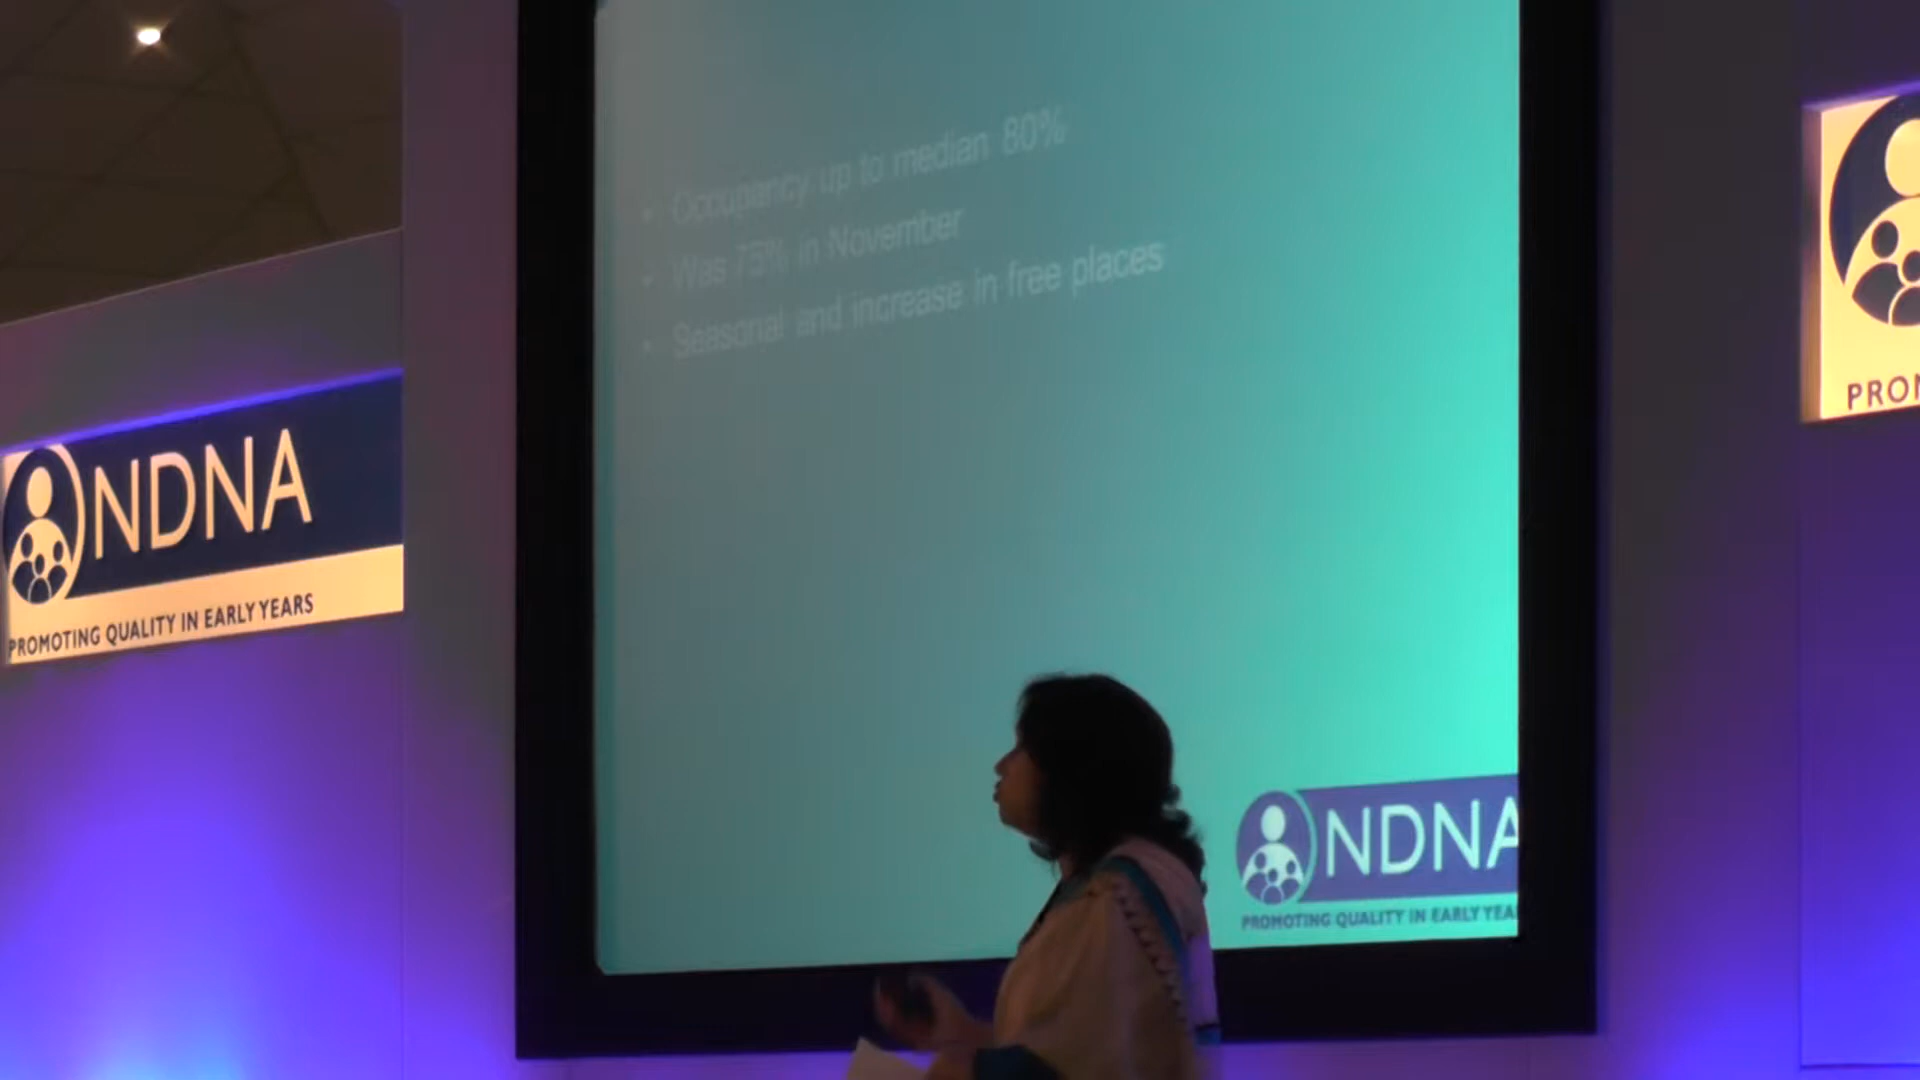 • Occupancy up to median 80%
• Was 75% in November
• Seasonal and increase in free places
NDNA
PROMOTING QUALITY IN EARLY YEARS
PRO
NDNA
PROMOTING QUALITY IN EARLY YEA